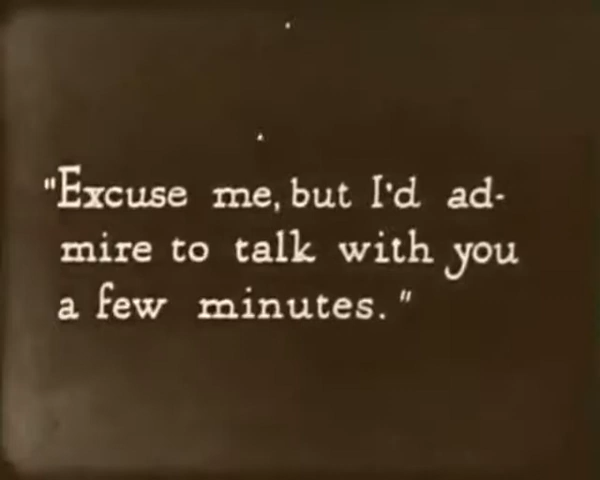 "Excuse me, but I'd ad-
mire to talk with you
a few minutes."